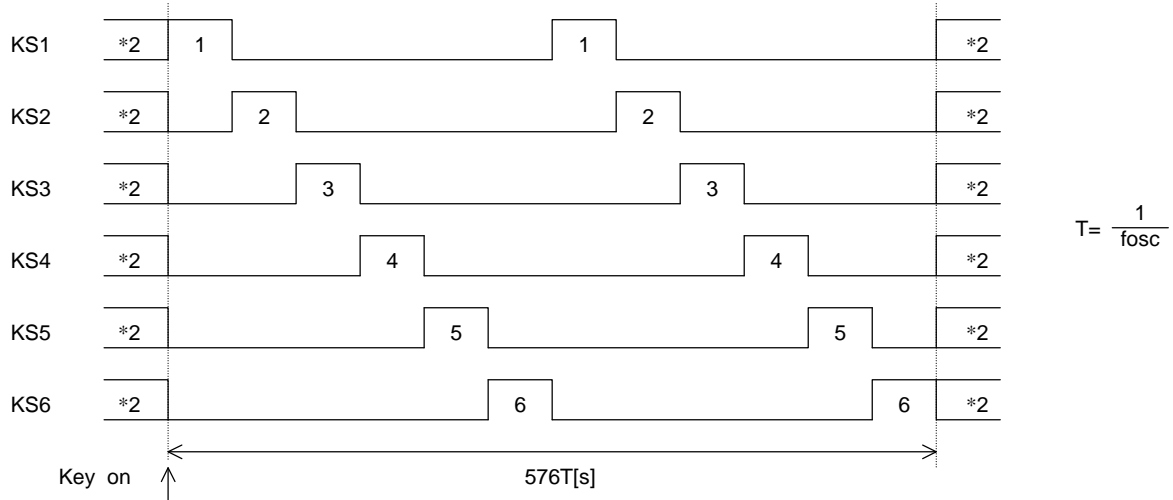 KS1 *2 1 1 *2
KS2 *2 2 2 *2
KS3 *2 3 3 *2
T= 1
fosc
KS4 *2 4 4 *2
KS5 *2 5 5 *2
KS6 *2 6 6 *2
Key on 576T[s]